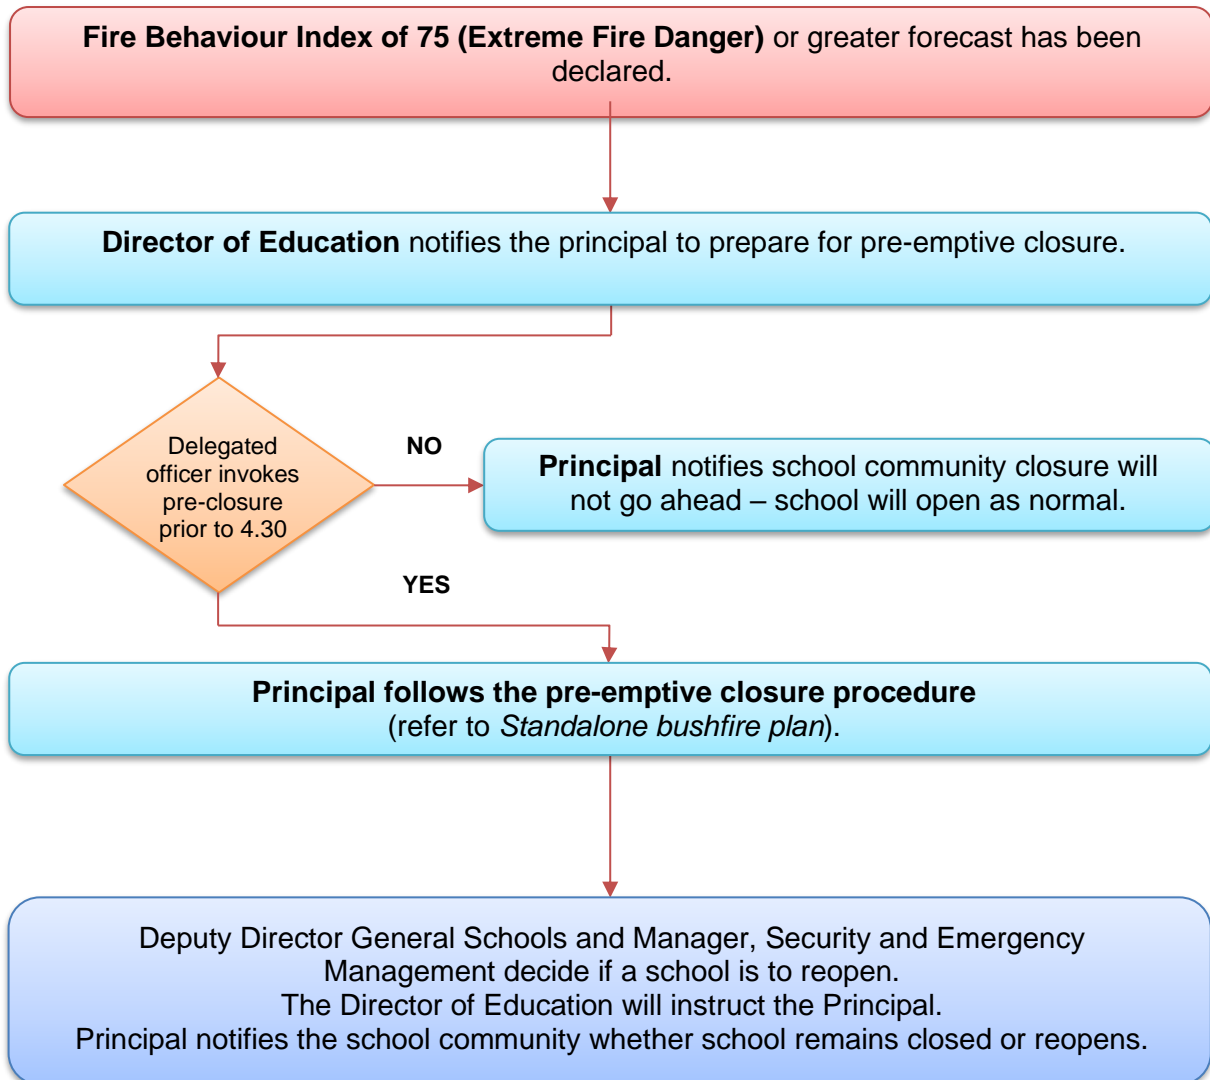 Fire Behaviour Index of 75 (Extreme Fire Danger) or greater forecast has been
declared.
Director of Education notifies the principal to prepare for pre-emptive closure.
Delegated
officer invokes
pre-closure
prior to 4.30
NO
Principal notifies school community closure will
not go ahead – school will open as normal.
YES
Principal follows the pre-emptive closure procedure
(refer to Standalone bushfire plan).
Deputy Director General Schools and Manager, Security and Emergency
Management decide if a school is to reopen.
The Director of Education will instruct the Principal.
Principal notifies the school community whether school remains closed or reopens.